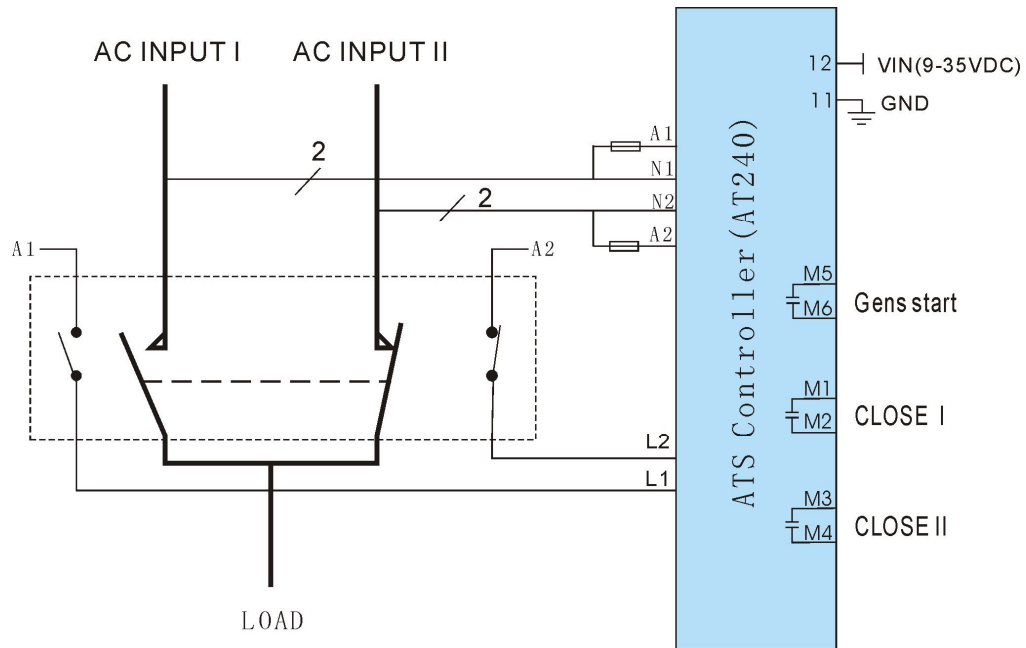 AC INPUT I
AC INPUT II
2
2
A1
N1
N2
A2
A1
A2
L2
L1
LOAD
ATS Controller(AT240)
12
VIN(9-35VDC)
11
GND
M5
M6
Gens start
M1
M2
CLOSE I
M3
M4
CLOSE II